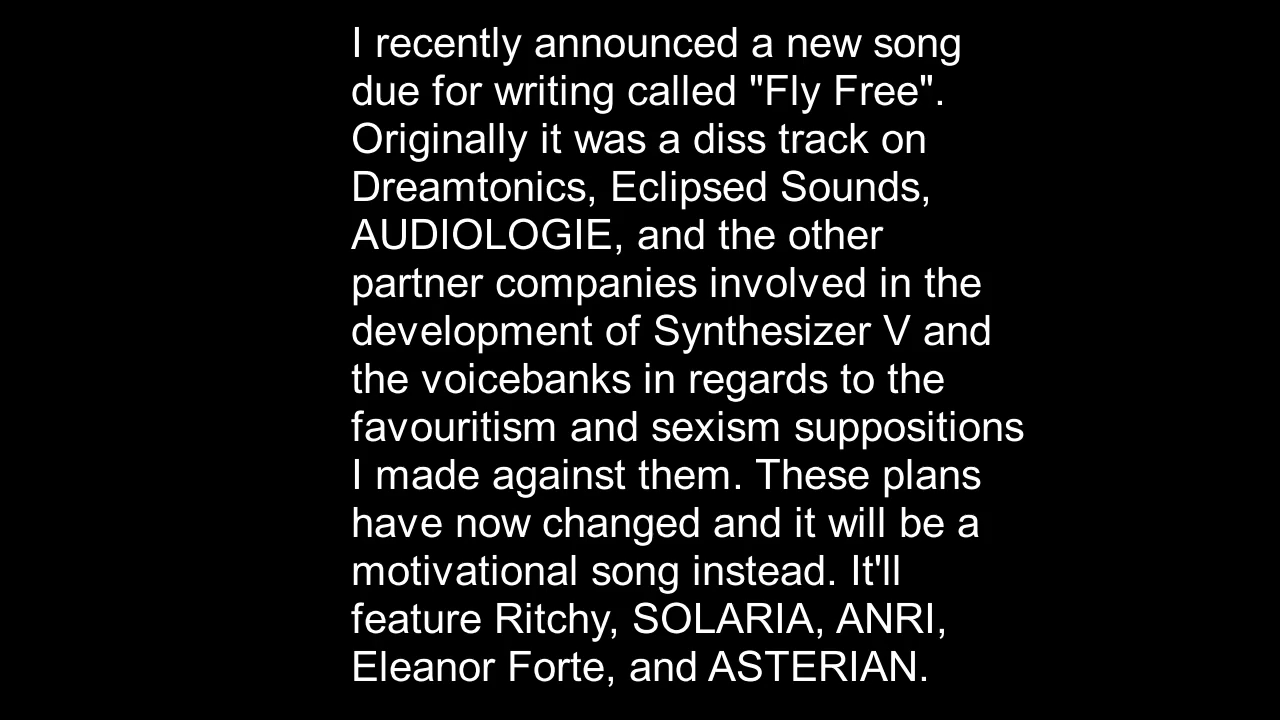 I recently announced a new song
due for writing called "Fly Free".
Originally it was a diss track on
Dreamtonics, Eclipsed Sounds,
AUDIOLOGIE, and the other
partner companies involved in the
development of Synthesizer V and
the voicebanks in regards to the
favouritism and sexism suppositions
I made against them. These plans
have now changed and it will be a
motivational song instead. It'll
feature Ritchy, SOLARIA, ANRI,
Eleanor Forte, and ASTERIAN.